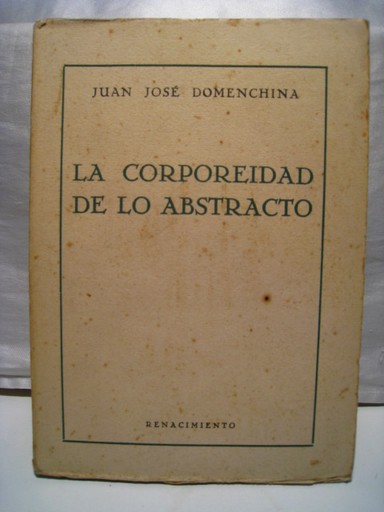 JUAN JOSÉ DOMENCHINA
LA CORPOREIDAD
DE LO ABSTRACTO
RENACIMIENTO